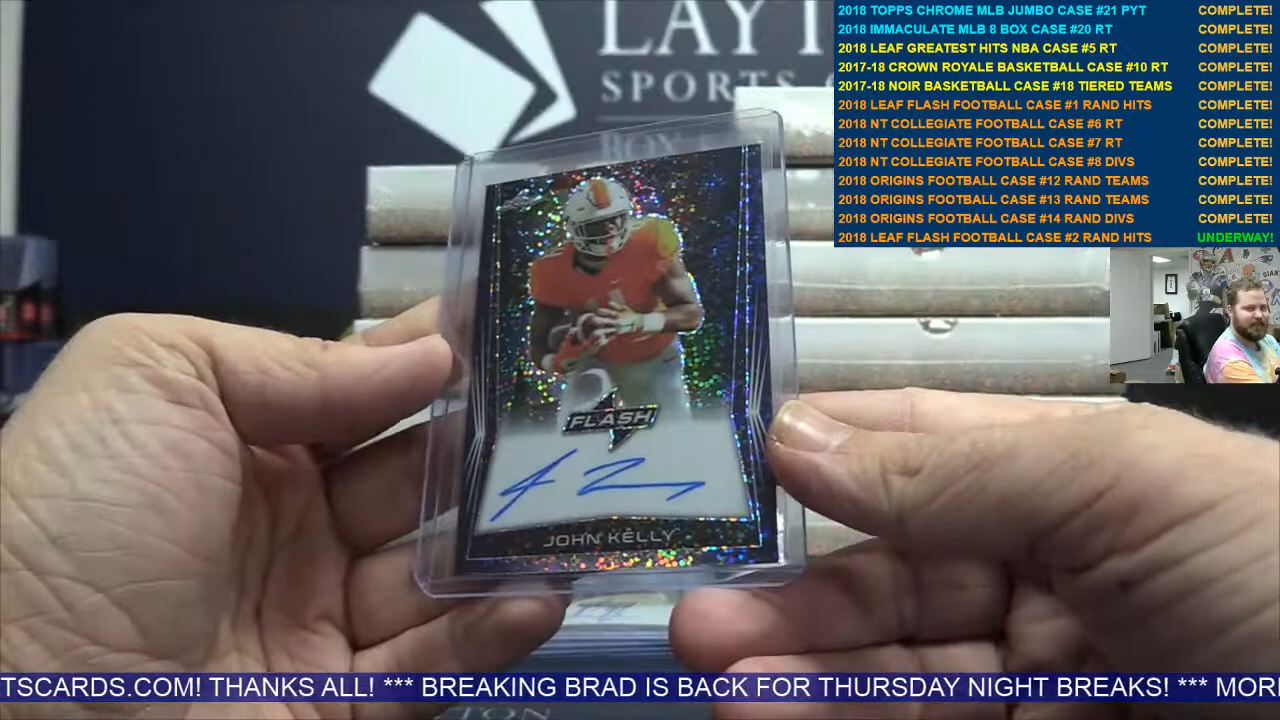 LAYT
SPORTS C
BOX
2018 TOPPS CHROME MLB JUMBO CASE #21 PYT COMPLETE!
2018 IMMACULATE MLB 8 BOX CASE #20 RT COMPLETE!
2018 LEAF GREATEST HITS NBA CASE #5 RT COMPLETE!
2017-18 CROWN ROYALE BASKETBALL CASE #10 RT COMPLETE!
2017-18 NOIR BASKETBALL CASE #18 TIERED TEAMS COMPLETE!
2018 LEAF FLASH FOOTBALL CASE #1 RAND HITS COMPLETE!
2018 NT COLLEGIATE FOOTBALL CASE #6 RT COMPLETE!
2018 NT COLLEGIATE FOOTBALL CASE #7 RT COMPLETE!
2018 NT COLLEGIATE FOOTBALL CASE #8 DIVS COMPLETE!
2018 ORIGINS FOOTBALL CASE #12 RAND TEAMS COMPLETE!
2018 ORIGINS FOOTBALL CASE #13 RAND TEAMS COMPLETE!
2018 ORIGINS FOOTBALL CASE #14 RAND DIVS COMPLETE!
2018 LEAF FLASH FOOTBALL CASE #2 RAND HITS UNDERWAY!
FLASH
JOHN KELLY
TSCARDS.COM! THANKS ALL! *** BREAKING BRAD IS BACK FOR THURSDAY NIGHT BREAKS! *** MORE
TON